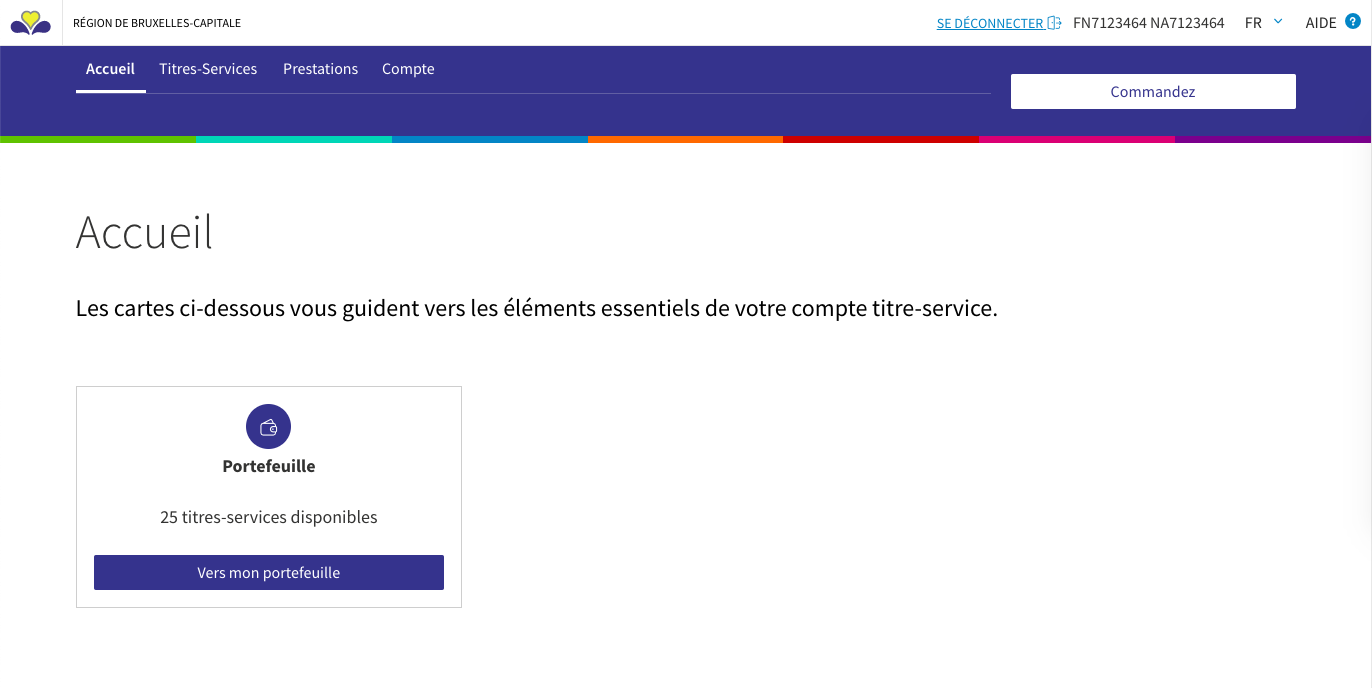 RÉGION DE BRUXELLES-CAPITALE
SE DÉCONNECTER FN7123464 NA7123464 FR AIDE ?
Accueil Titres-Services Prestations Compte
Commandez
Accueil
Les cartes ci-dessous vous guident vers les éléments essentiels de votre compte titre-service.
Portefeuille
25 titres-services disponibles
Vers mon portefeuille